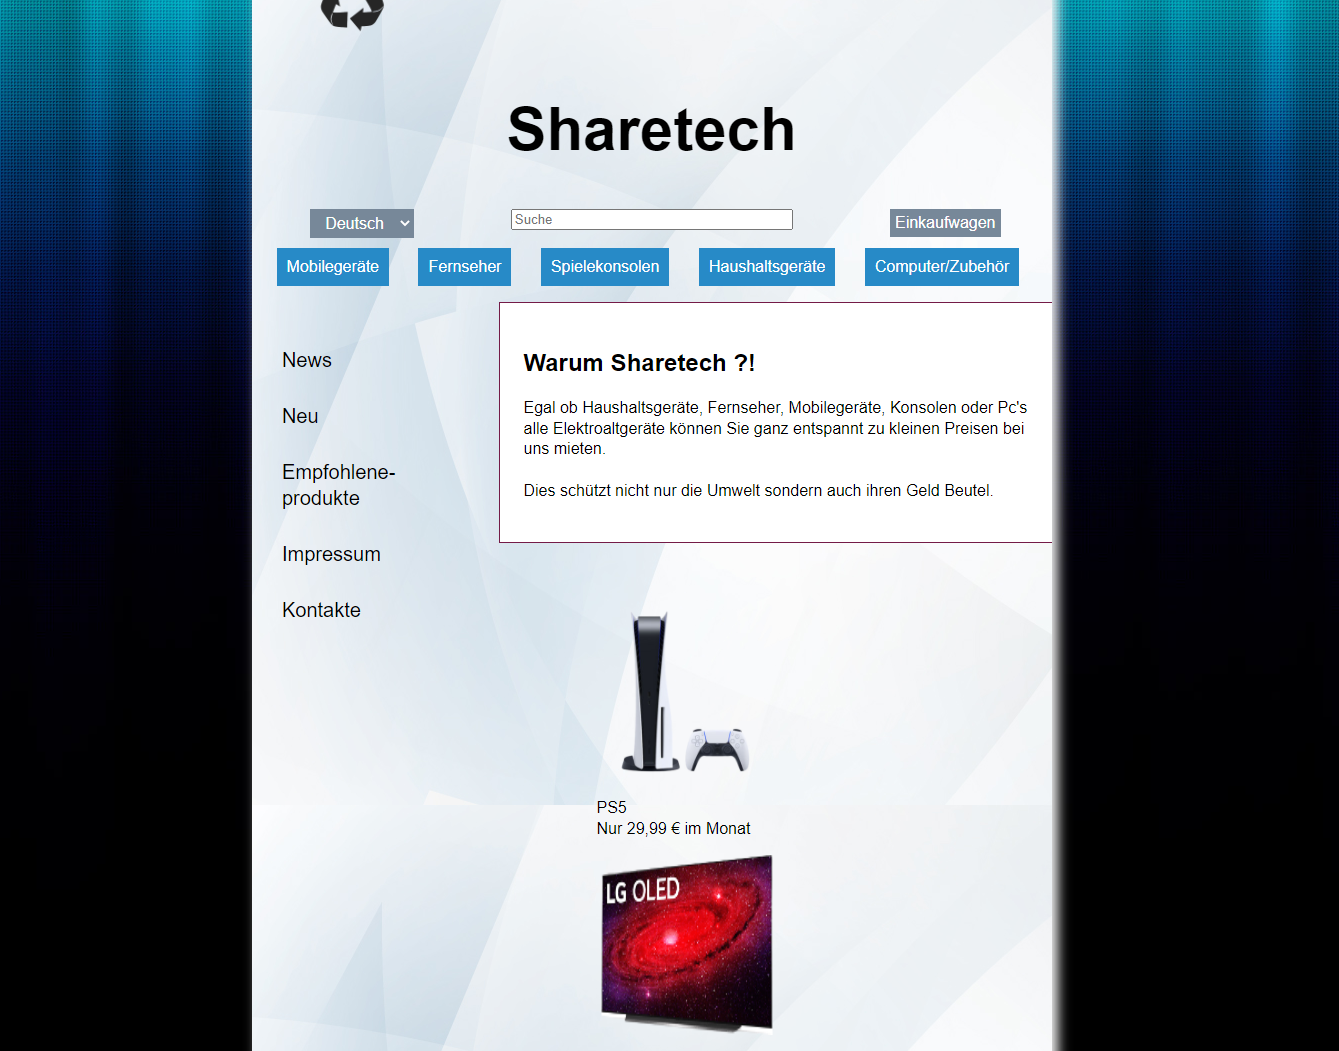 Sharetech
Deutsch
Suche
Einkaufwagen
Mobilegeräte
Fernseher
Spielekonsolen
Haushaltsgeräte
Computer/Zubehör
News
Neu
Empfohlene-
produkte
Impressum
Kontakte
Warum Sharetech ?!
Egal ob Haushaltsgeräte, Fernseher, Mobilegeräte, Konsolen oder Pc's
alle Elektroaltgeräte können Sie ganz entspannt zu kleinen Preisen bei
uns mieten.
Dies schützt nicht nur die Umwelt sondern auch ihren Geld Beutel.
PS5
Nur 29,99 € im Monat
LG OLED